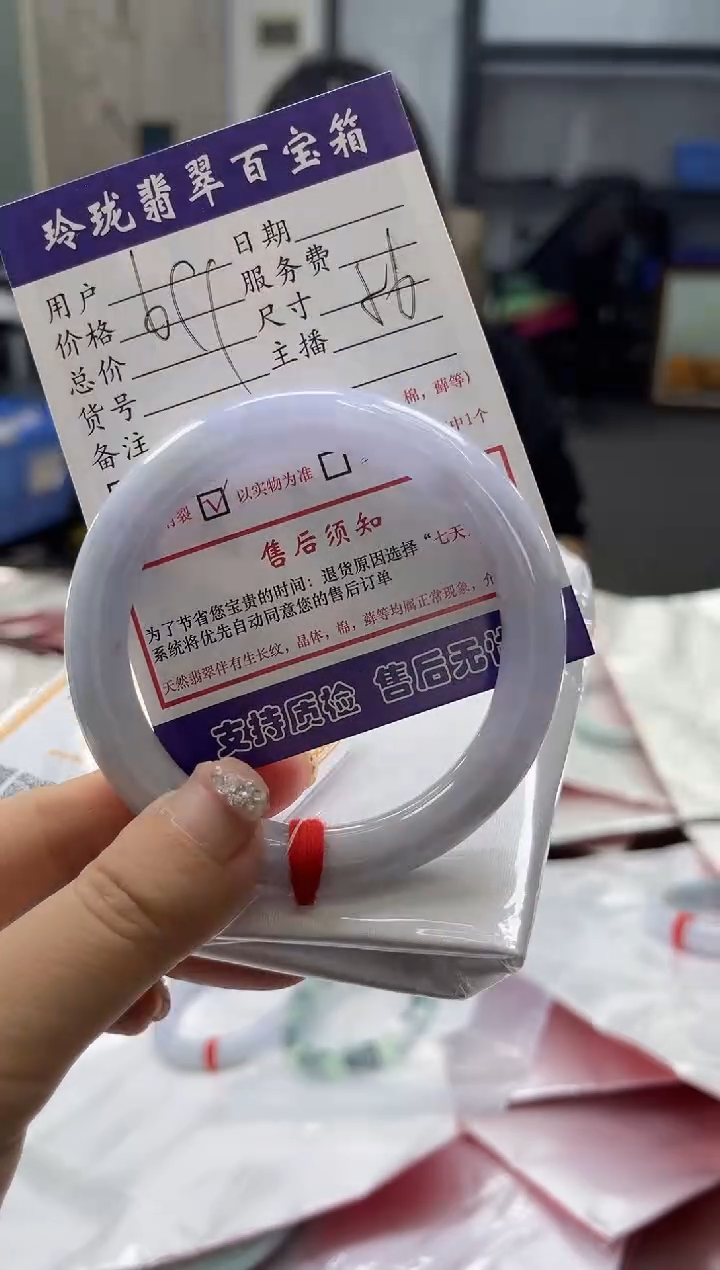 玲珑翡翠百宝箱
用户 日期
价格 服务费
总价 尺寸
货号 主播
备注
棉，藓等)
中1个
裂 以实物为准
售后须知
为了节省您宝贵的时间：退货原因选择“七天
系统将优先自动同意您的售后订单
天然翡翠伴有生长纹，晶体，棉，藓等均属正常现象，介
支持质检 售后无忧